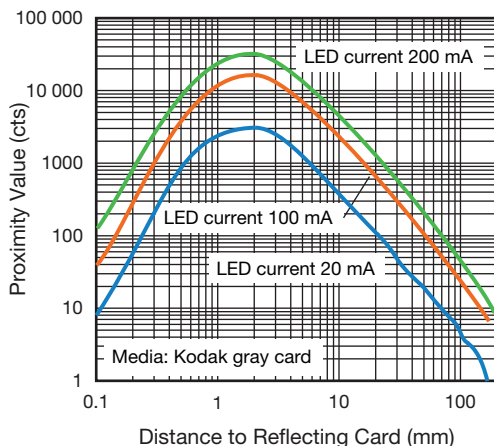 100 000
10 000
1000
100
10
1
Proximity Value (cts)
LED current 200 mA
LED current 100 mA
LED current 20 mA
Media: Kodak gray card
0.1
1
10
100
Distance to Reflecting Card (mm)